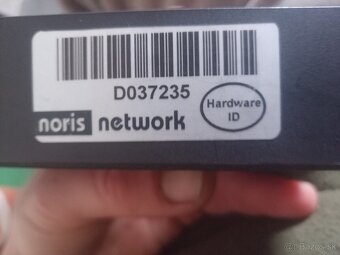 D037235
noris network
Hardware
ID